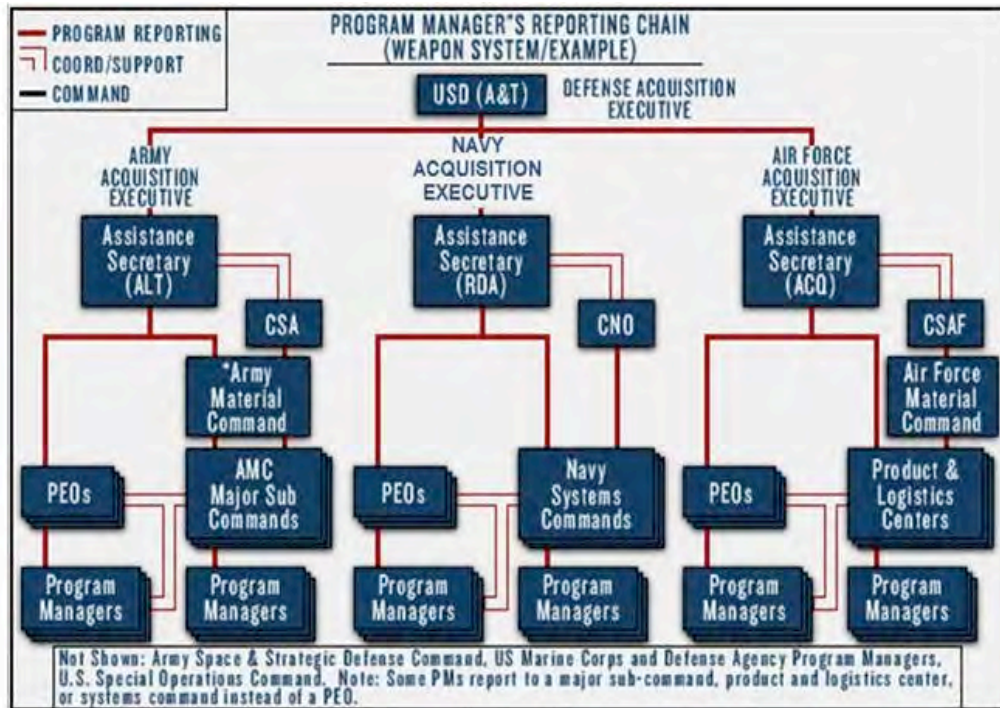 PROGRAM REPORTING
COORD/SUPPORT
COMMAND
PROGRAM MANAGER"S REPORTING CHAIN
(WEAPON SYSTEM/EXAMPLE)
USD (A&T)
DEFENSE ACQUISITION
EXECUTIVE
ARMY
ACQUISITION
EXECUTIVE
NAVY
ACQUISITION
EXECUTIVE
AIR FORCE
ACQUISITION
EXECUTIVE
Assistance
Secretary
(ALT)
Assistance
Secretary
(RDA)
Assistance
Secretary
(ACQ)
CSA
CNO
CSAF
*Army
Material
Command
Air Force
Material
Command
PEOs
AMC
Major Sub
Commands
PEOs
Navy
Systems
Commands
PEOs
Product &
Logistics
Centers
Program
Managers
Program
Managers
Program
Managers
Program
Managers
Program
Managers
Program
Managers
Not Shown: Army Space & Strategic Defense Command, US Marine Corps and Defense Agency Program Managers,
U.S. Special Operations Command. Note: Some PMs report to a major sub-command, product and logistics center,
or systems command instead of a PEO.